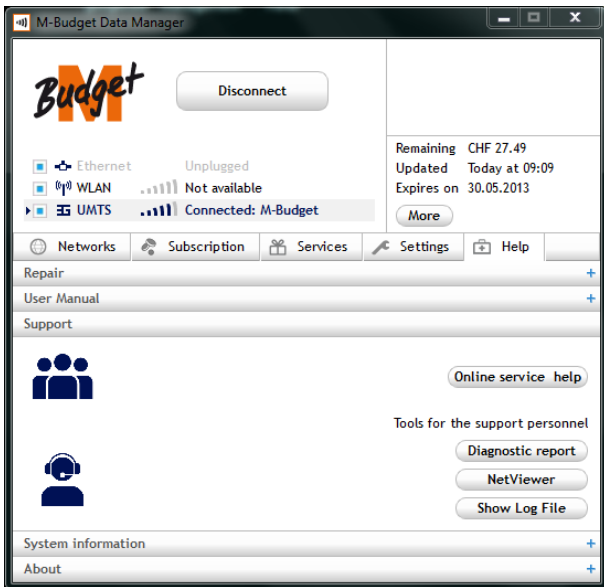 M-Budget Data Manager
M Budget
Disconnect
Ethernet Unplugged
WLAN Not available
3G UMTS Connected: M-Budget
Remaining CHF 27.49
Updated Today at 09:09
Expires on 30.05.2013
More
Networks Subscription Services Settings Help
Repair
User Manual
Support
Online service help
Tools for the support personnel
Diagnostic report
NetViewer
Show Log File
System information
About